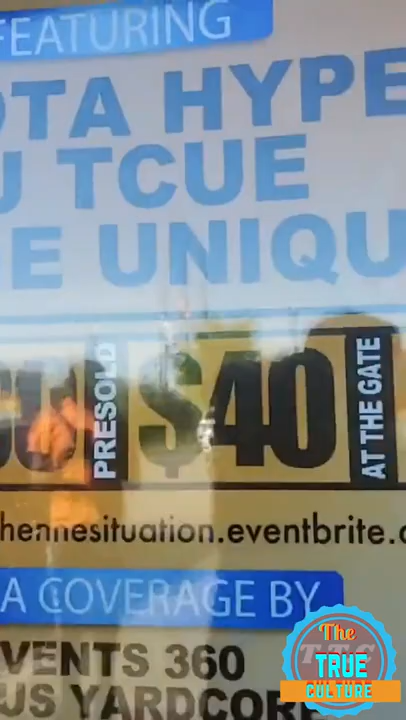 FEATURING
OTA HYPE
J TCUE
E UNIQU
PRESOLD
$40
AT THE GATE
hennesituation.eventbrite.c
A COVERAGE BY
VENTS 360
US YARDCORE
The
TRUE
CULTURE